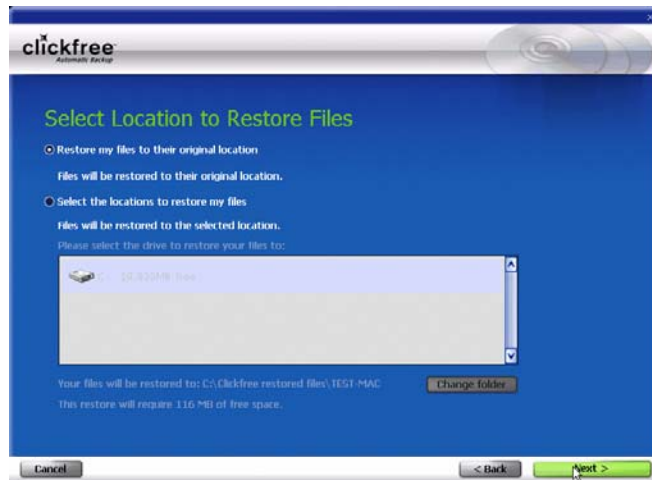 clickfree
Automatic Backup
Select Location to Restore Files
Restore my files to their original location
Files will be restored to their original location.
Select the locations to restore my files
Files will be restored to the selected location.
Please select the drive to restore your files to:
C:
free
Your files will be restored to: C:\Clickfree restored files\TEST-MAC
Change folder
This restore will require 116 MB of free space.
Cancel
< Back
Next >